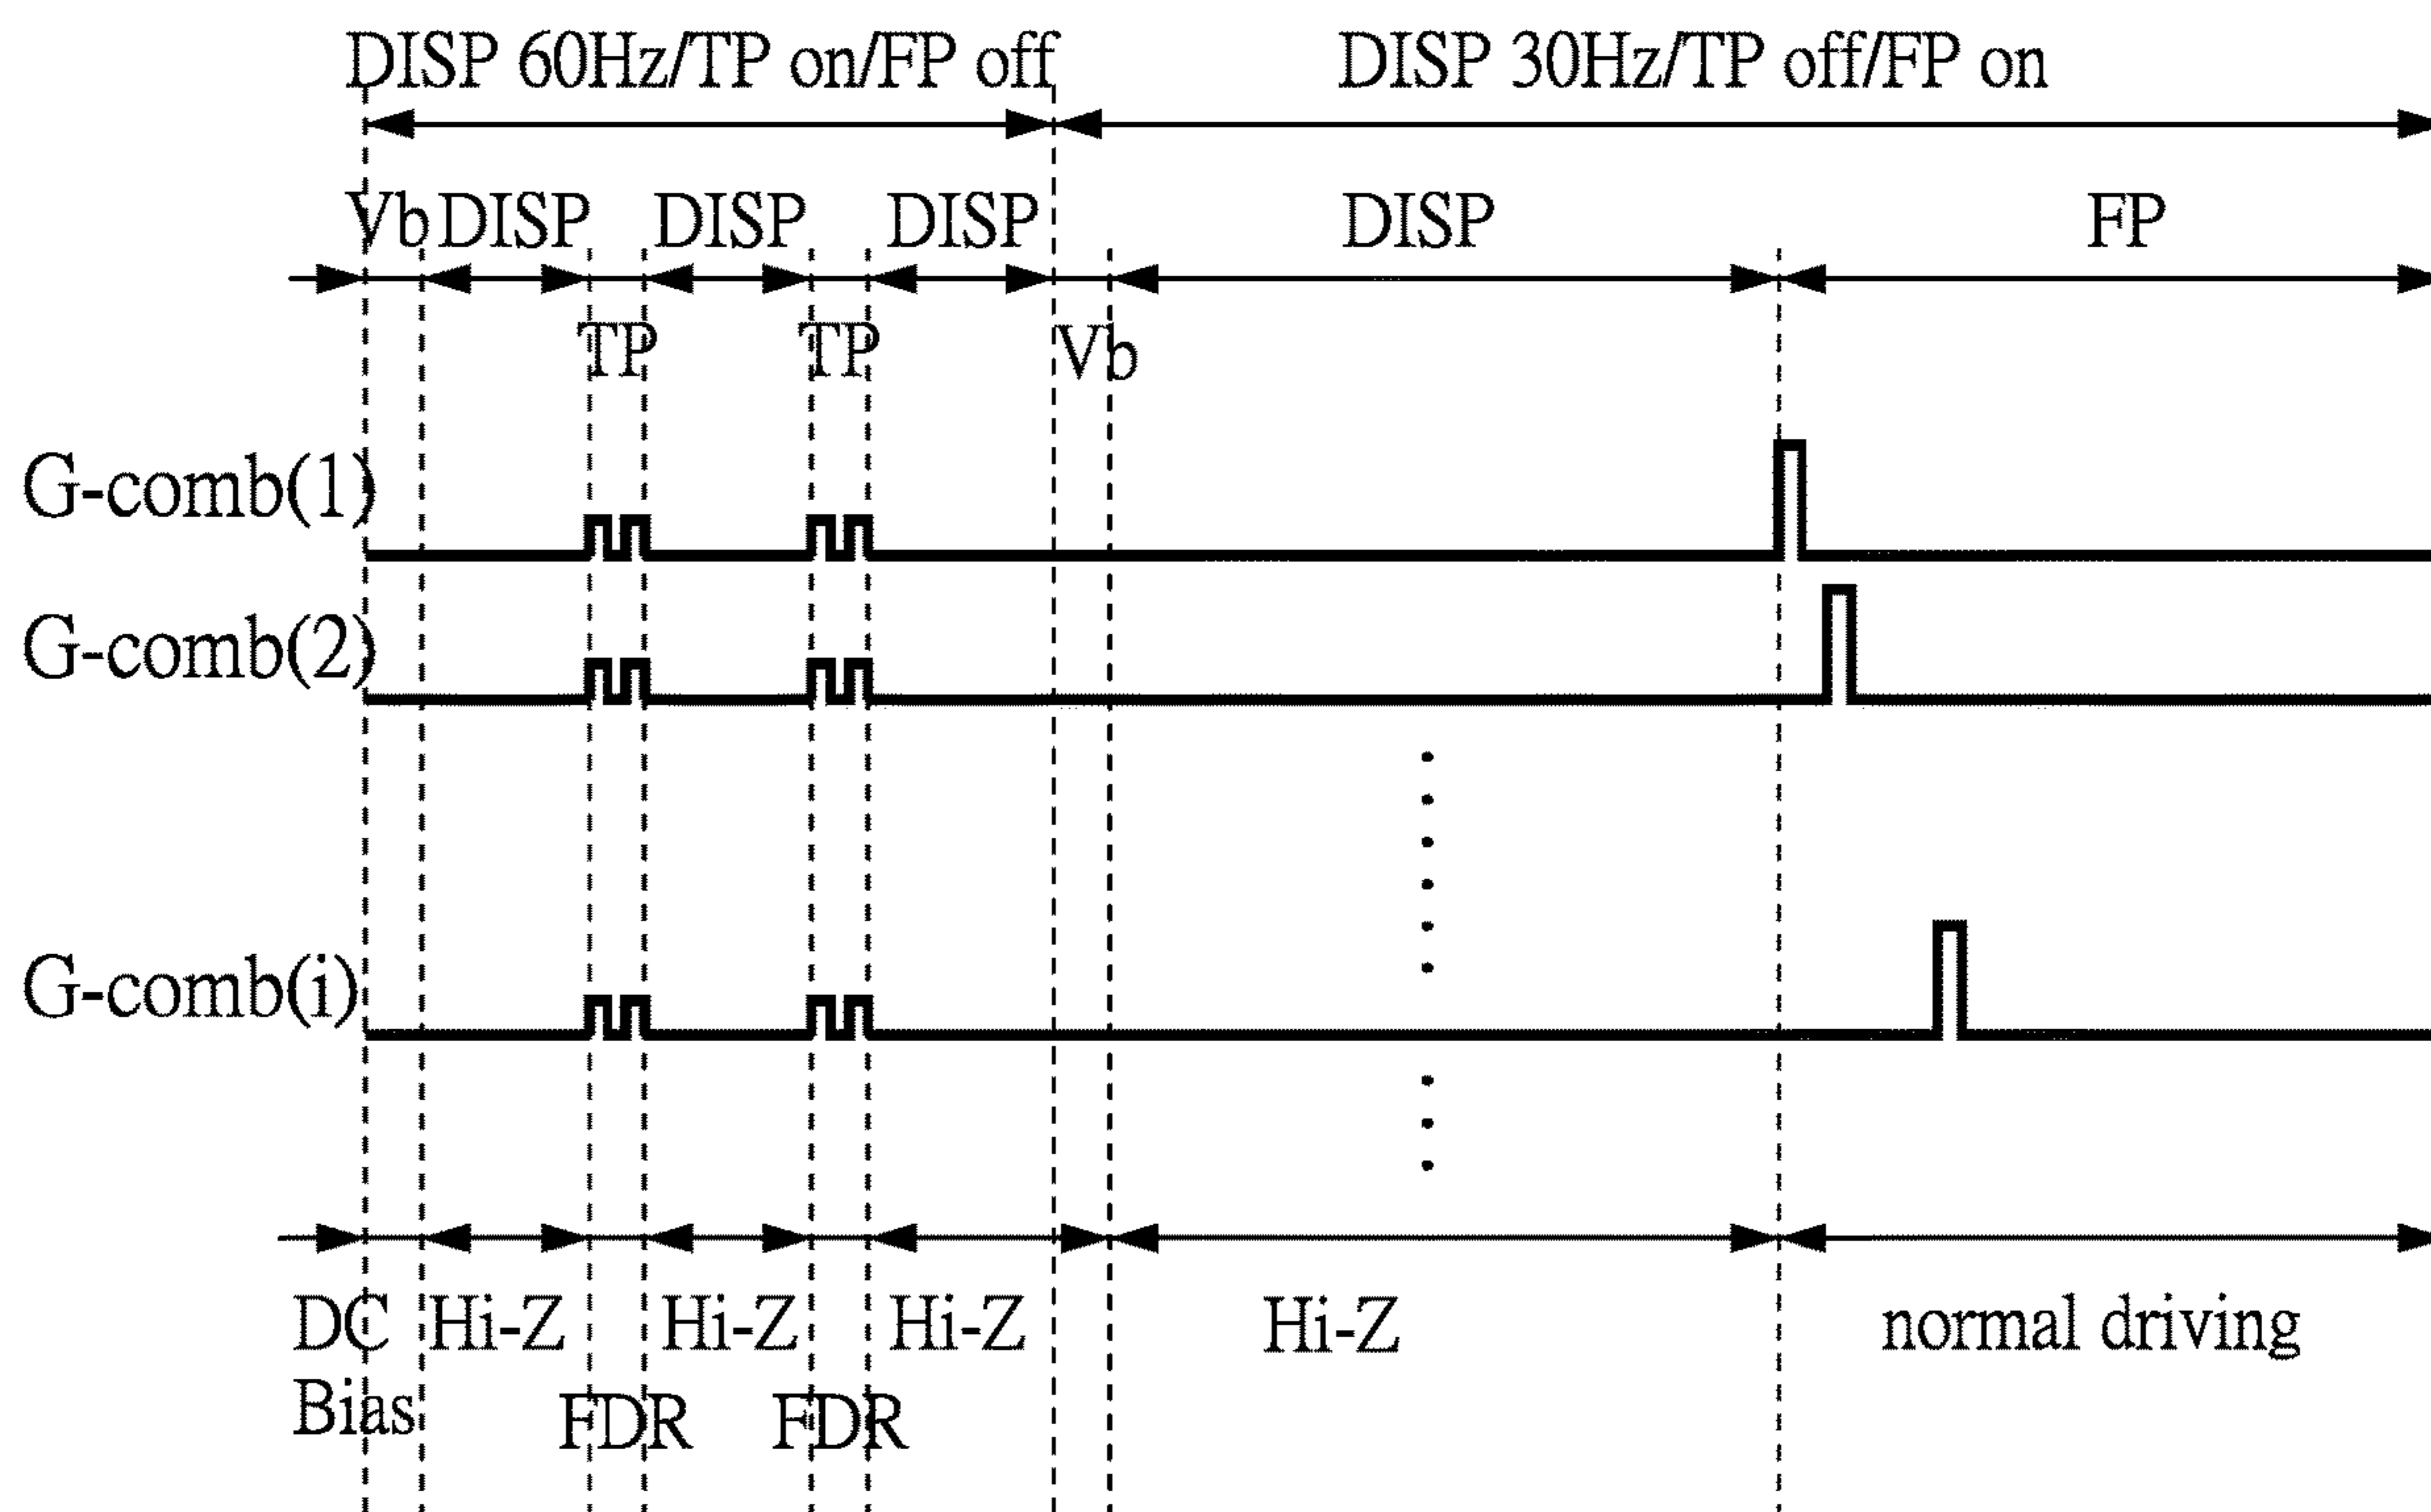 DISP 60Hz/TP on/FP off DISP 30Hz/TP off/FP on
Vb DISP DISP DISP DISP FP
TP TP Vb
G-comb(1)
G-comb(2)
G-comb(i)
DC Hi-Z Hi-Z Hi-Z Hi-Z normal driving
Bias FDR FDR